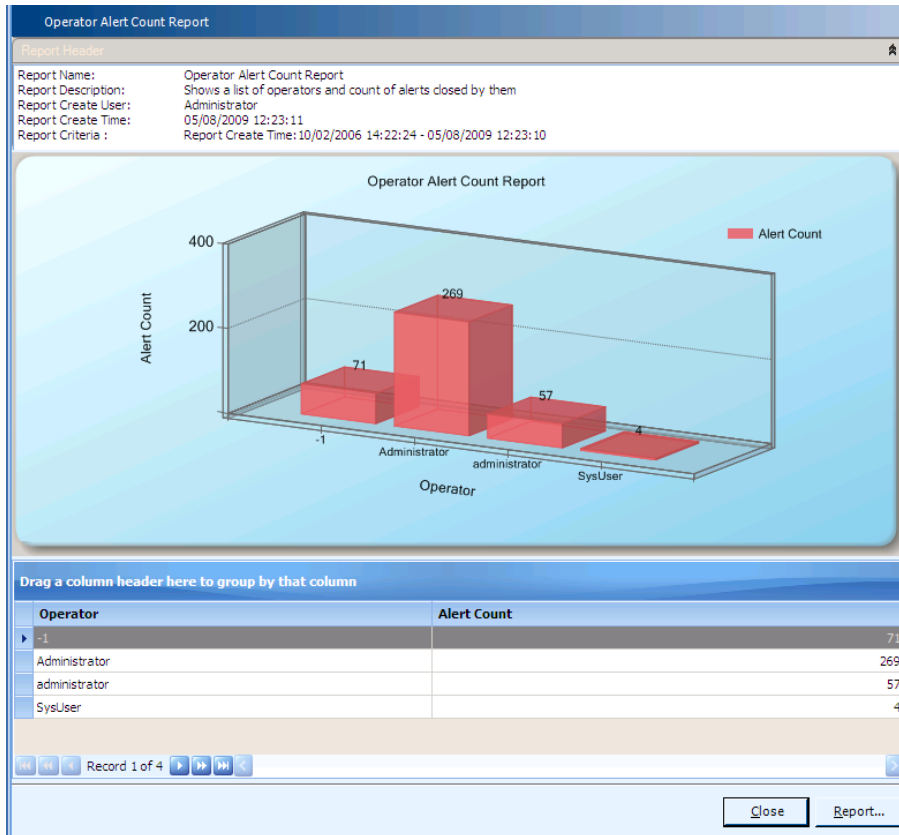 Operator Alert Count Report
Report Header
Report Name: Operator Alert Count Report
Report Description: Shows a list of operators and count of alerts closed by them
Report Create User: Administrator
Report Create Time: 05/08/2009 12:23:11
Report Criteria : Report Create Time:10/02/2006 14:22:24 - 05/08/2009 12:23:10
Operator Alert Count Report
Alert Count
400
200
Alert Count
269
71
57
4
-1
Administrator
administrator
SysUser
Operator
Drag a column header here to group by that column
Operator Alert Count
-1 71
Administrator 269
administrator 57
SysUser 4
Record 1 of 4
Close Report...